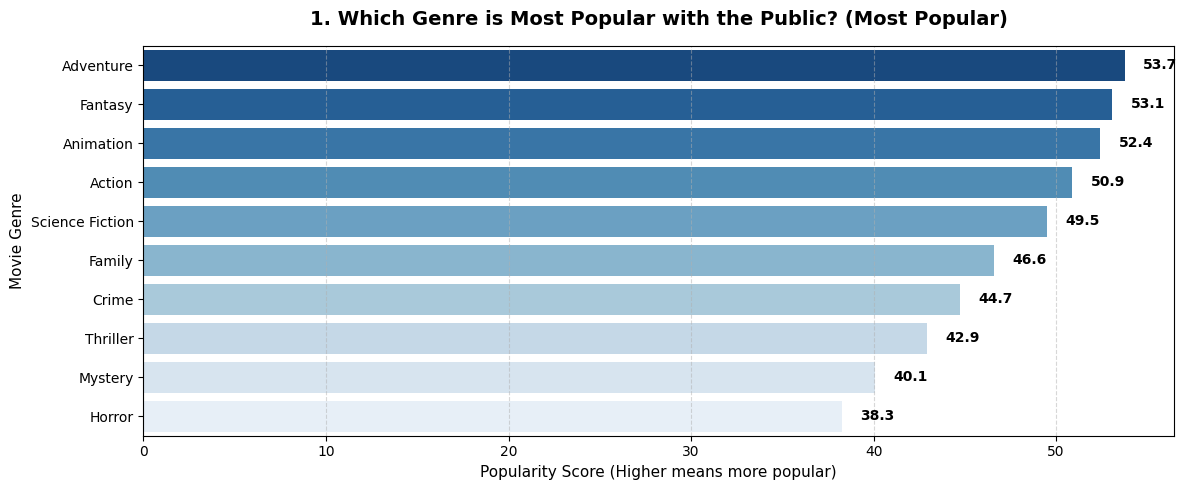 1. Which Genre is Most Popular with the Public? (Most Popular)
Movie Genre
Adventure 53.7
Fantasy 53.1
Animation 52.4
Action 50.9
Science Fiction 49.5
Family 46.6
Crime 44.7
Thriller 42.9
Mystery 40.1
Horror 38.3
0 10 20 30 40 50
Popularity Score (Higher means more popular)